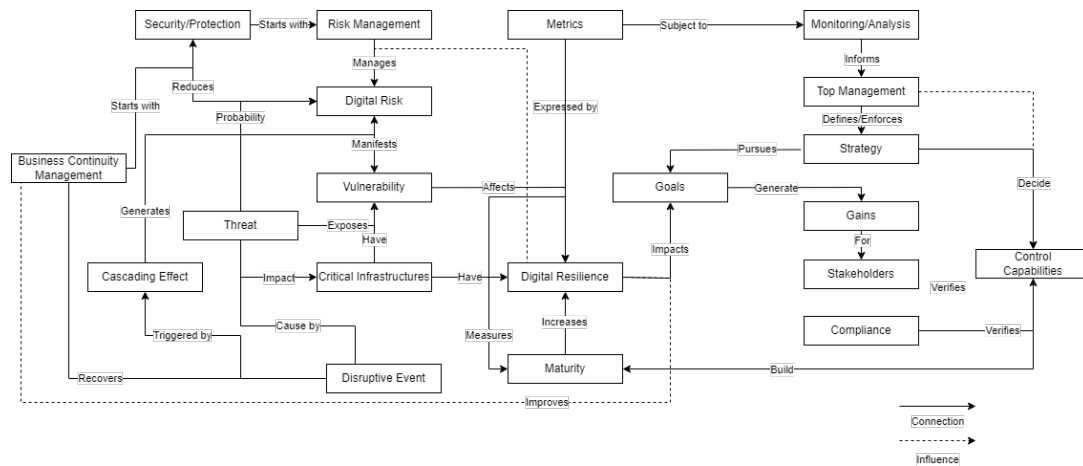 Security/Protection
Starts with
Risk Management
Metrics
Subject to
Monitoring/Analysis
Manages
Informs
Reduces
Digital Risk
Top Management
Starts with
Expressed by
Probability
Defines/Enforces
Manifests
Pursues
Strategy
Business Continuity
Management
Vulnerability
Affects
Goals
Generate
Decide
Generates
Threat
Exposes
Gains
Have
For
Impacts
Cascading Effect
Impact
Critical Infrastructures
Have
Digital Resilience
Stakeholders
Control
Capabilities
Verifies
Triggered by
Cause by
Increases
Measures
Compliance
Verifies
Recovers
Disruptive Event
Maturity
Build
Improves
Connection
Influence